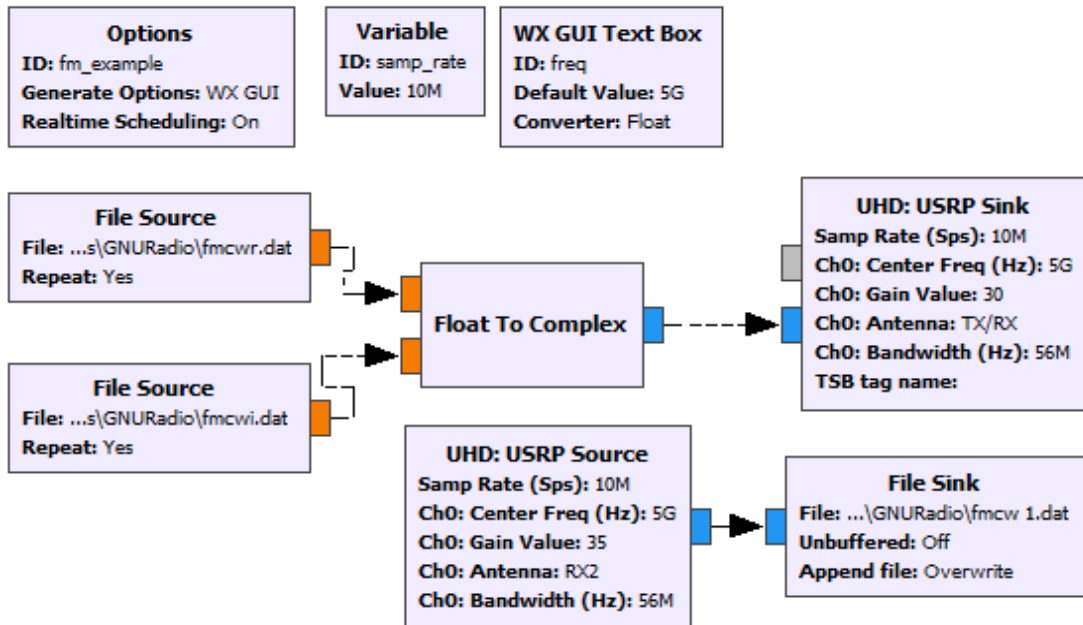 Options
ID: fm_example
Generate Options: WX GUI
Realtime Scheduling: On
Variable
ID: samp_rate
Value: 10M
WX GUI Text Box
ID: freq
Default Value: 5G
Converter: Float
File Source
File: ...s\GNURadio\fmcwr.dat
Repeat: Yes
File Source
File: ...s\GNURadio\fmcwi.dat
Repeat: Yes
Float To Complex
UHD: USRP Sink
Samp Rate (Sps): 10M
Ch0: Center Freq (Hz): 5G
Ch0: Gain Value: 30
Ch0: Antenna: TX/RX
Ch0: Bandwidth (Hz): 56M
TSB tag name:
UHD: USRP Source
Samp Rate (Sps): 10M
Ch0: Center Freq (Hz): 5G
Ch0: Gain Value: 35
Ch0: Antenna: RX2
Ch0: Bandwidth (Hz): 56M
File Sink
File: ...\GNURadio\fmcw 1.dat
Unbuffered: Off
Append file: Overwrite